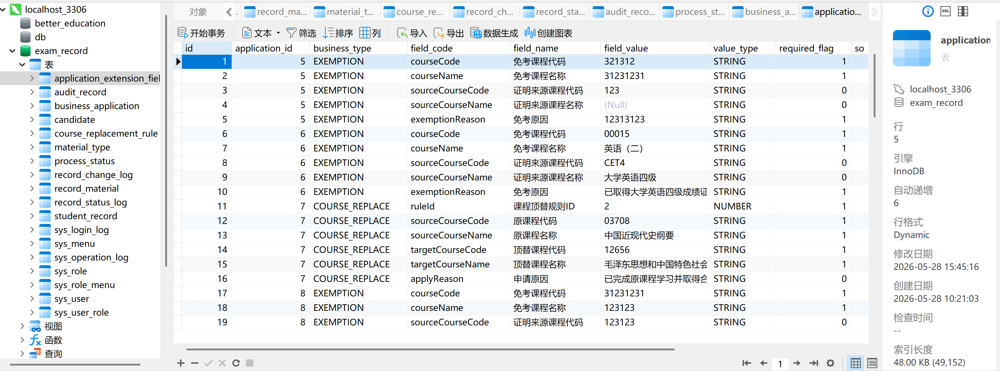 localhost_3306
better_education
db
exam_record
表
application_extension_fiel
audit_record
business_application
candidate
course_replacement_rule
material_type
process_status
record_change_log
record_material
record_status_log
student_record
sys_login_log
sys_menu
sys_operation_log
sys_role
sys_role_menu
sys_user
sys_user_role
视图
函数
查询
对象 . record_ma... material_t... course_re... record_ch... record_sta... audit_reco... process_st... business_a... applicatio...
开始事务 文本 筛选 排序 列 导入 导出 数据生成 创建图表
id application_id business_type field_code field_name field_value value_type required_flag so
1 5 EXEMPTION courseCode 免考课程代码 321312 STRING 1
2 5 EXEMPTION courseName 免考课程名称 31231231 STRING 1
3 5 EXEMPTION sourceCourseCode 证明来源课程代码 123 STRING 0
4 5 EXEMPTION sourceCourseName 证明来源课程名称 (Null) STRING 0
5 5 EXEMPTION exemptionReason 免考原因 12313123 STRING 1
6 6 EXEMPTION courseCode 免考课程代码 00015 STRING 1
7 6 EXEMPTION courseName 免考课程名称 英语（二） STRING 1
8 6 EXEMPTION sourceCourseCode 证明来源课程代码 CET4 STRING 0
9 6 EXEMPTION sourceCourseName 证明来源课程名称 大学英语四级 STRING 0
10 6 EXEMPTION exemptionReason 免考原因 已取得大学英语四级成绩证 STRING 1
11 7 COURSE_REPLACE ruleId 课程顶替规则ID 2 NUMBER 1
12 7 COURSE_REPLACE sourceCourseCode 原课程代码 03708 STRING 1
13 7 COURSE_REPLACE sourceCourseName 原课程名称 中国近现代史纲要 STRING 1
14 7 COURSE_REPLACE targetCourseCode 顶替课程代码 12656 STRING 1
15 7 COURSE_REPLACE targetCourseName 顶替课程名称 毛泽东思想和中国特色社会 STRING 1
16 7 COURSE_REPLACE applyReason 申请原因 已完成原课程学习并取得合 STRING 0
17 8 EXEMPTION courseCode 免考课程代码 31231231 STRING 1
18 8 EXEMPTION courseName 免考课程名称 123123 STRING 1
19 8 EXEMPTION sourceCourseCode 证明来源课程代码 123123 STRING 0
1
DDL
application
表
localhost_3306
exam_record
行
5
引擎
InnoDB
自动递增
6
行格式
Dynamic
修改日期
2026-05-28 15:45:16
创建日期
2026-05-28 10:21:03
检查时间
--
索引长度
48.00 KB (49,152)